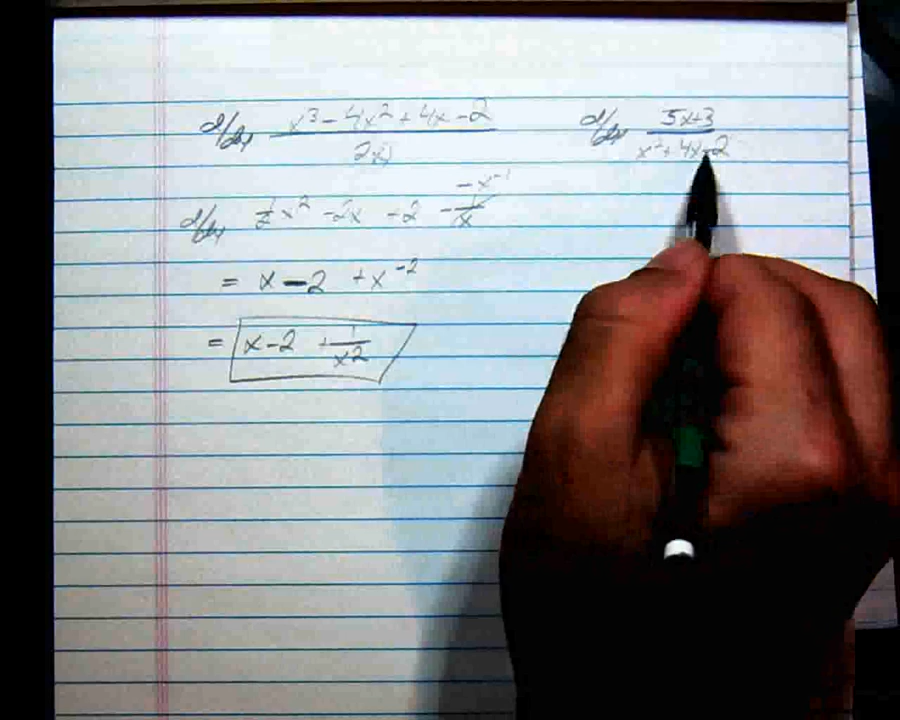 d/dx x³ - 4x² + 4x - 2
2x
d/dx ½x² - 2x - 2 - 1/x
- x⁻¹
= x - 2 + x⁻²
= x - 2 + 1/x²
d/dx 5x+3
x² + 4x - 2